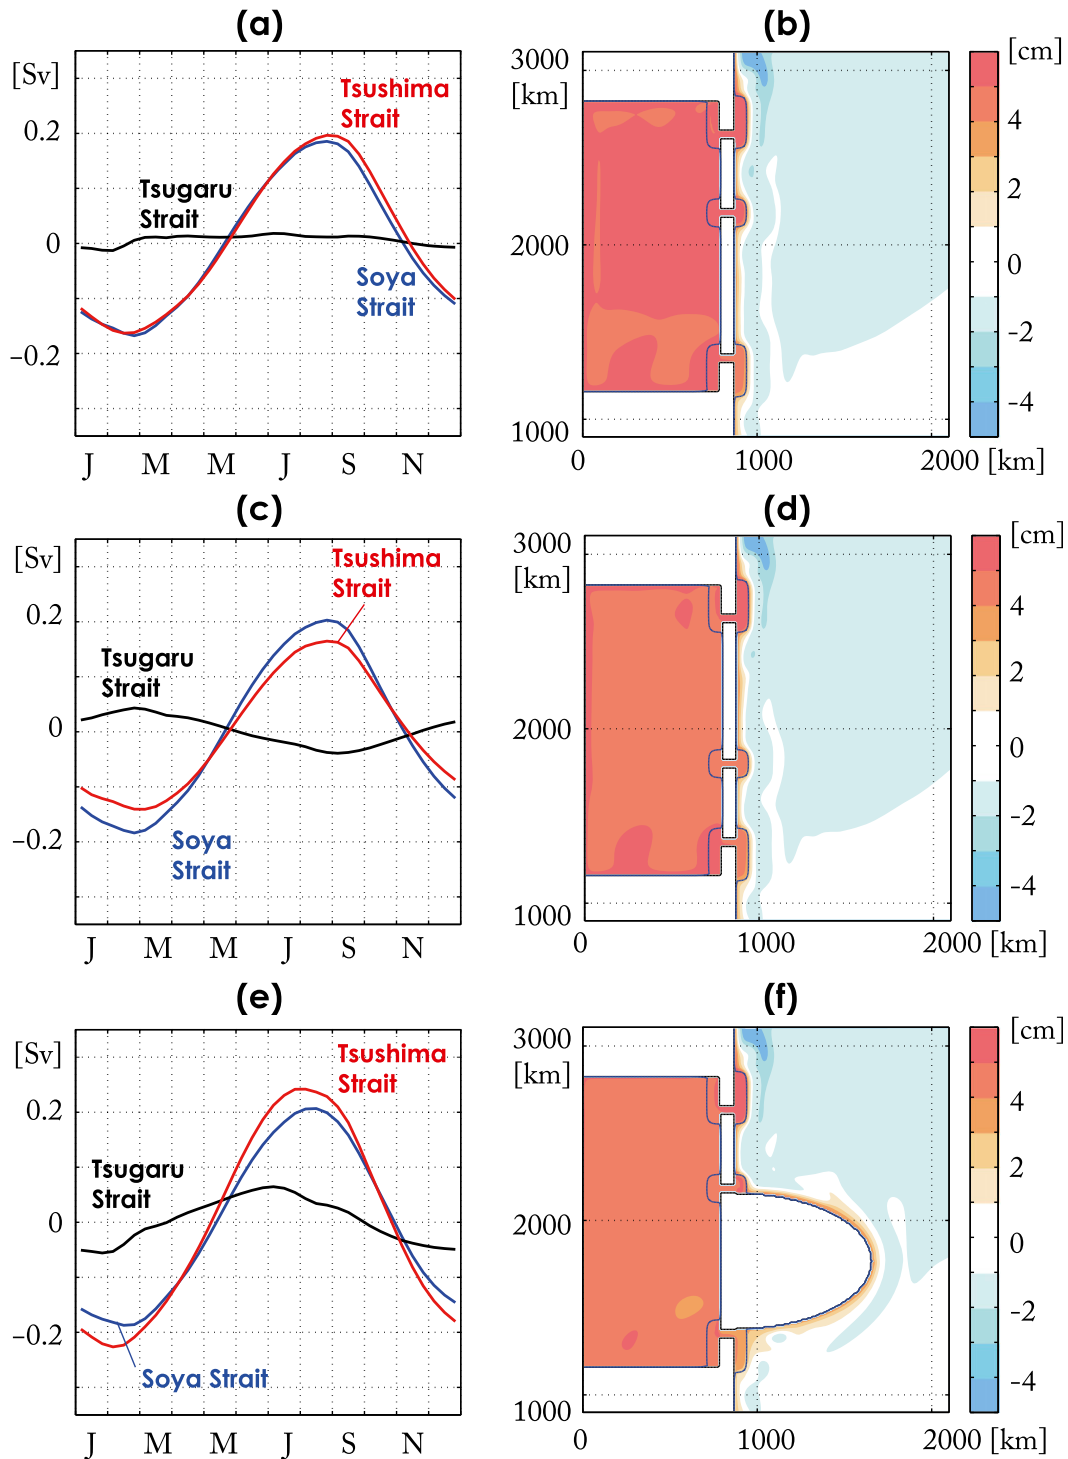 (a)
[Sv]
0.2
0
−0.2
Tsushima
Strait
Tsugaru
Strait
Soya
Strait
J M M J S N
(b)
3000
[km]
2000
1000
0 1000 2000 [km]
[cm]
4
2
0
-2
-4
(c)
[Sv]
0.2
0
−0.2
Tsushima
Strait
Tsugaru
Strait
Soya
Strait
J M M J S N
(d)
3000
[km]
2000
1000
0 1000 2000 [km]
[cm]
4
2
0
-2
-4
(e)
[Sv]
0.2
0
−0.2
Tsushima
Strait
Tsugaru
Strait
Soya Strait
J M M J S N
(f)
3000
[km]
2000
1000
0 1000 2000 [km]
[cm]
4
2
0
-2
-4